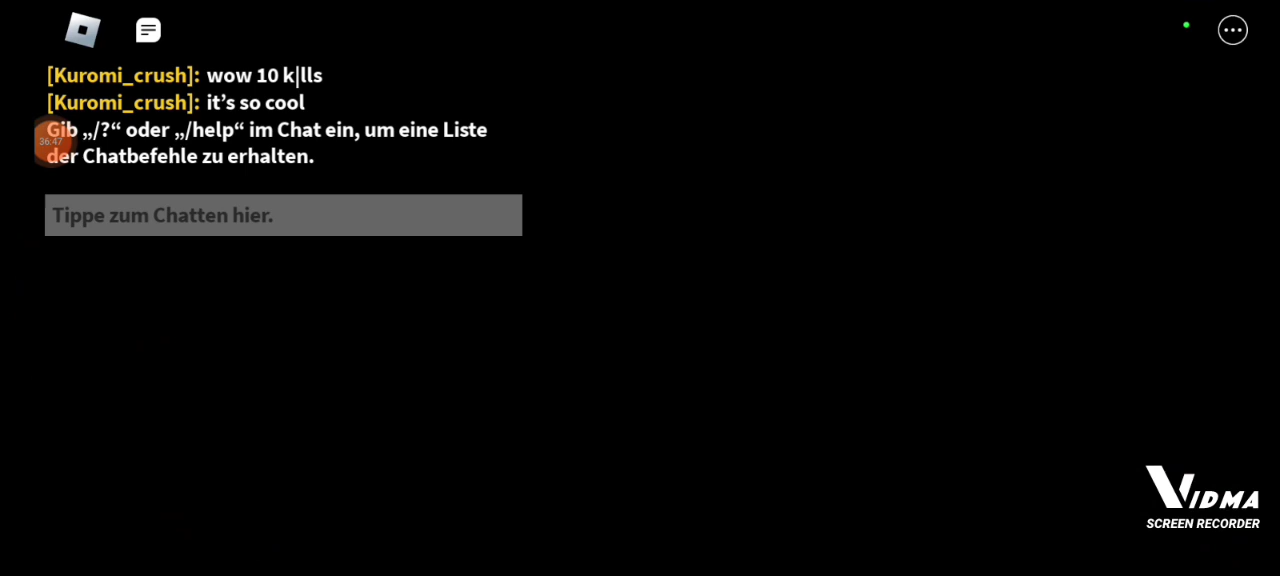 [Kuromi_crush]: wow 10 k|lls
[Kuromi_crush]: it’s so cool
Gib „/?“ oder „/help“ im Chat ein, um eine Liste
36:47
der Chatbefehle zu erhalten.
Tippe zum Chatten hier.
VIDMA
SCREEN RECORDER